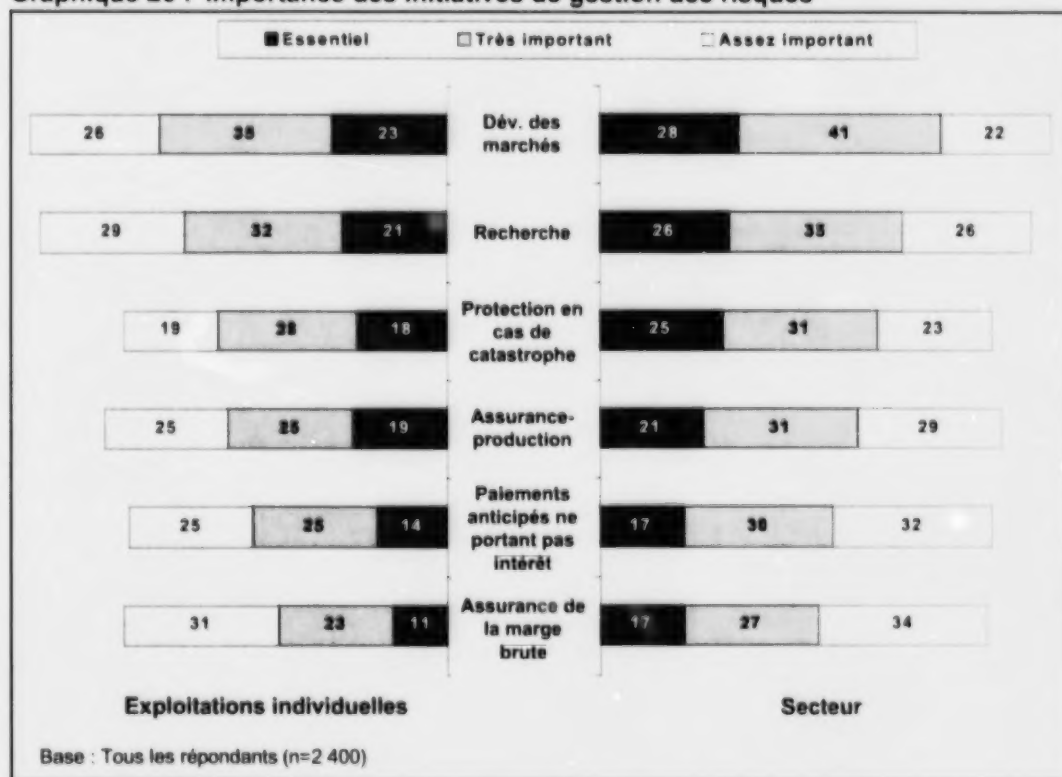 Graphique : Importance des initiatives de gestion des risques
Essentiel Très important Assez important
26 35 23 Dév. des marchés 28 41 22
29 32 21 Recherche 26 35 26
Protection en
19 28 18 cas de 25 31 23
catastrophe
25 25 19 Assurance-
production 21 31 29
Paiements
25 25 14 anticipés ne 17 30 32
portant pas
intérêt
Assurance de
31 23 11 la marge 17 27 34
brute
Exploitations individuelles Secteur
Base : Tous les répondants (n=2 400)